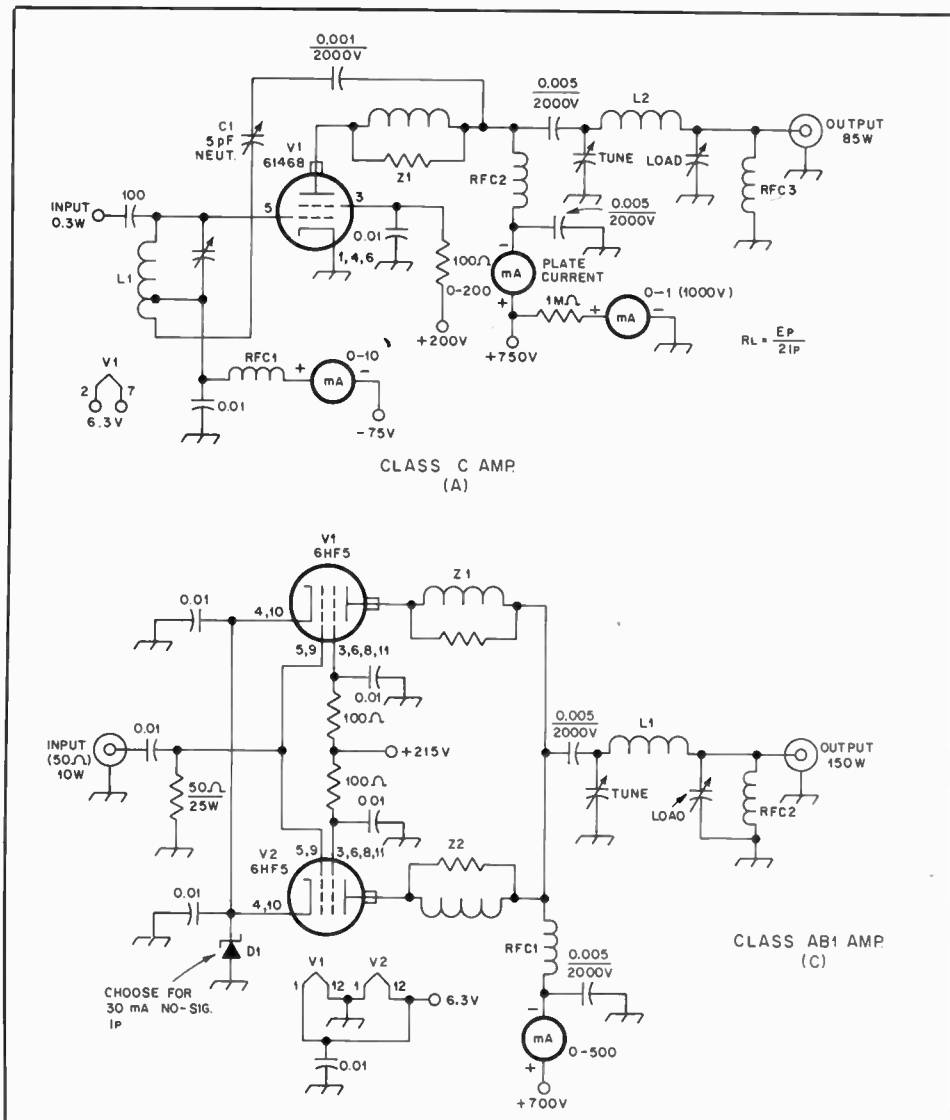 0.001
2000V
C1
5pF
NEUT.
V1
6146B
Z1
0.005
2000V
L2
OUTPUT
85W
TUNE
LOAD
RFC2
RFC3
INPUT
0.3W
100
5
3
0.01
1,4,6
100Ω
0.005
2000V
L1
mA
PLATE
CURRENT
0-200
1MΩ
mA
0-1 (1000V)
+200V
+750V
RL = EP
2IP
V1
2 7
6.3V
RFC1
0-10
mA
0.01
-75V
CLASS C AMP.
(A)
V1
6HF5
Z1
0.01
4,10
5,9
3,6,8,11
0.01
100Ω
INPUT
(50Ω)
10W
0.01
+215V
50Ω
25W
100Ω
0.01
0.005
2000V
L1
OUTPUT
150W
TUNE
LOAD
RFC2
V2
6HF5
5,9
3,6,8,11
Z2
0.01
4,10
D1
CHOOSE FOR
30 mA NO-SIG.
IP
V1 V2
1 12 1 12
6.3V
0.01
RFC1
0.005
2000V
mA
0-500
+700V
CLASS AB1 AMP.
(C)